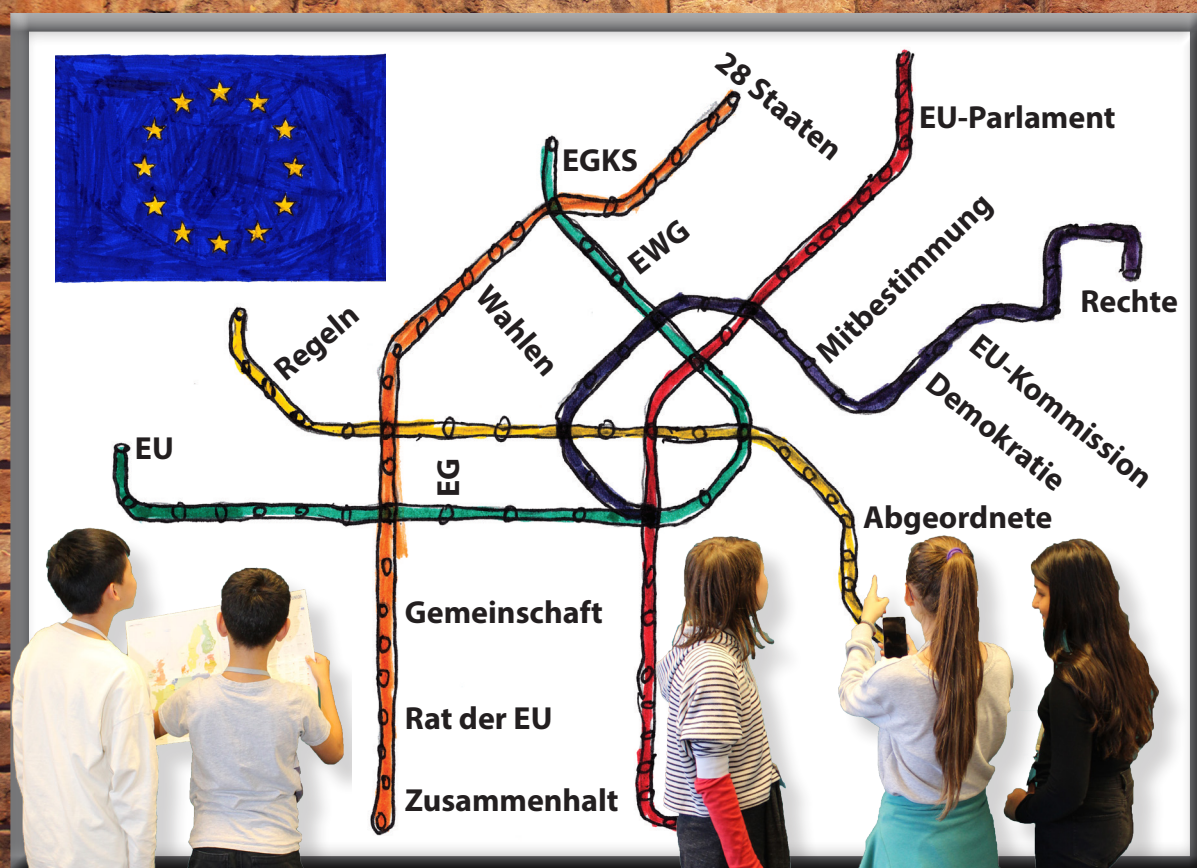 28 Staaten
EU-Parlament
EGKS
EWG
Mitbestimmung
Rechte
Regeln
Wahlen
EU-Kommission
Demokratie
EU
EG
Abgeordnete
Gemeinschaft
Rat der EU
Zusammenhalt